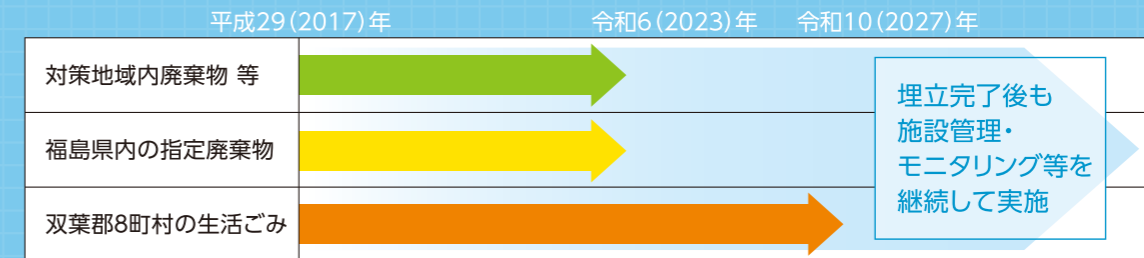 平成29(2017)年 令和6(2023)年 令和10(2027)年
対策地域内廃棄物 等
福島県内の指定廃棄物
双葉郡8町村の生活ごみ
埋立完了後も
施設管理・
モニタリング等を
継続して実施